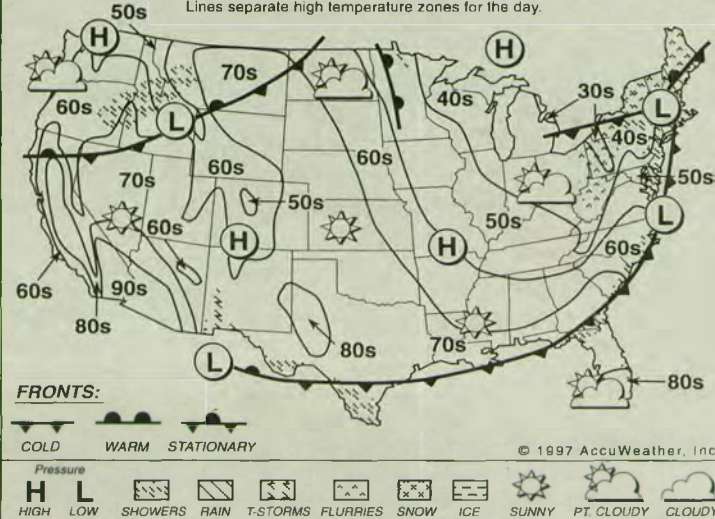 Lines separate high temperature zones for the day.
50s
H
H
70s
60s
40s
30s
L
L
40s
60s
70s
60s
50s
50s
60s
50s
L
H
H
60s
60s
90s
80s
70s
80s
L
80s
FRONTS:
COLD WARM STATIONARY
© 1997 AccuWeather, Inc
Pressure
H L
HIGH LOW SHOWERS RAIN T-STORMS FLURRIES SNOW ICE SUNNY PT. CLOUDY CLOUDY